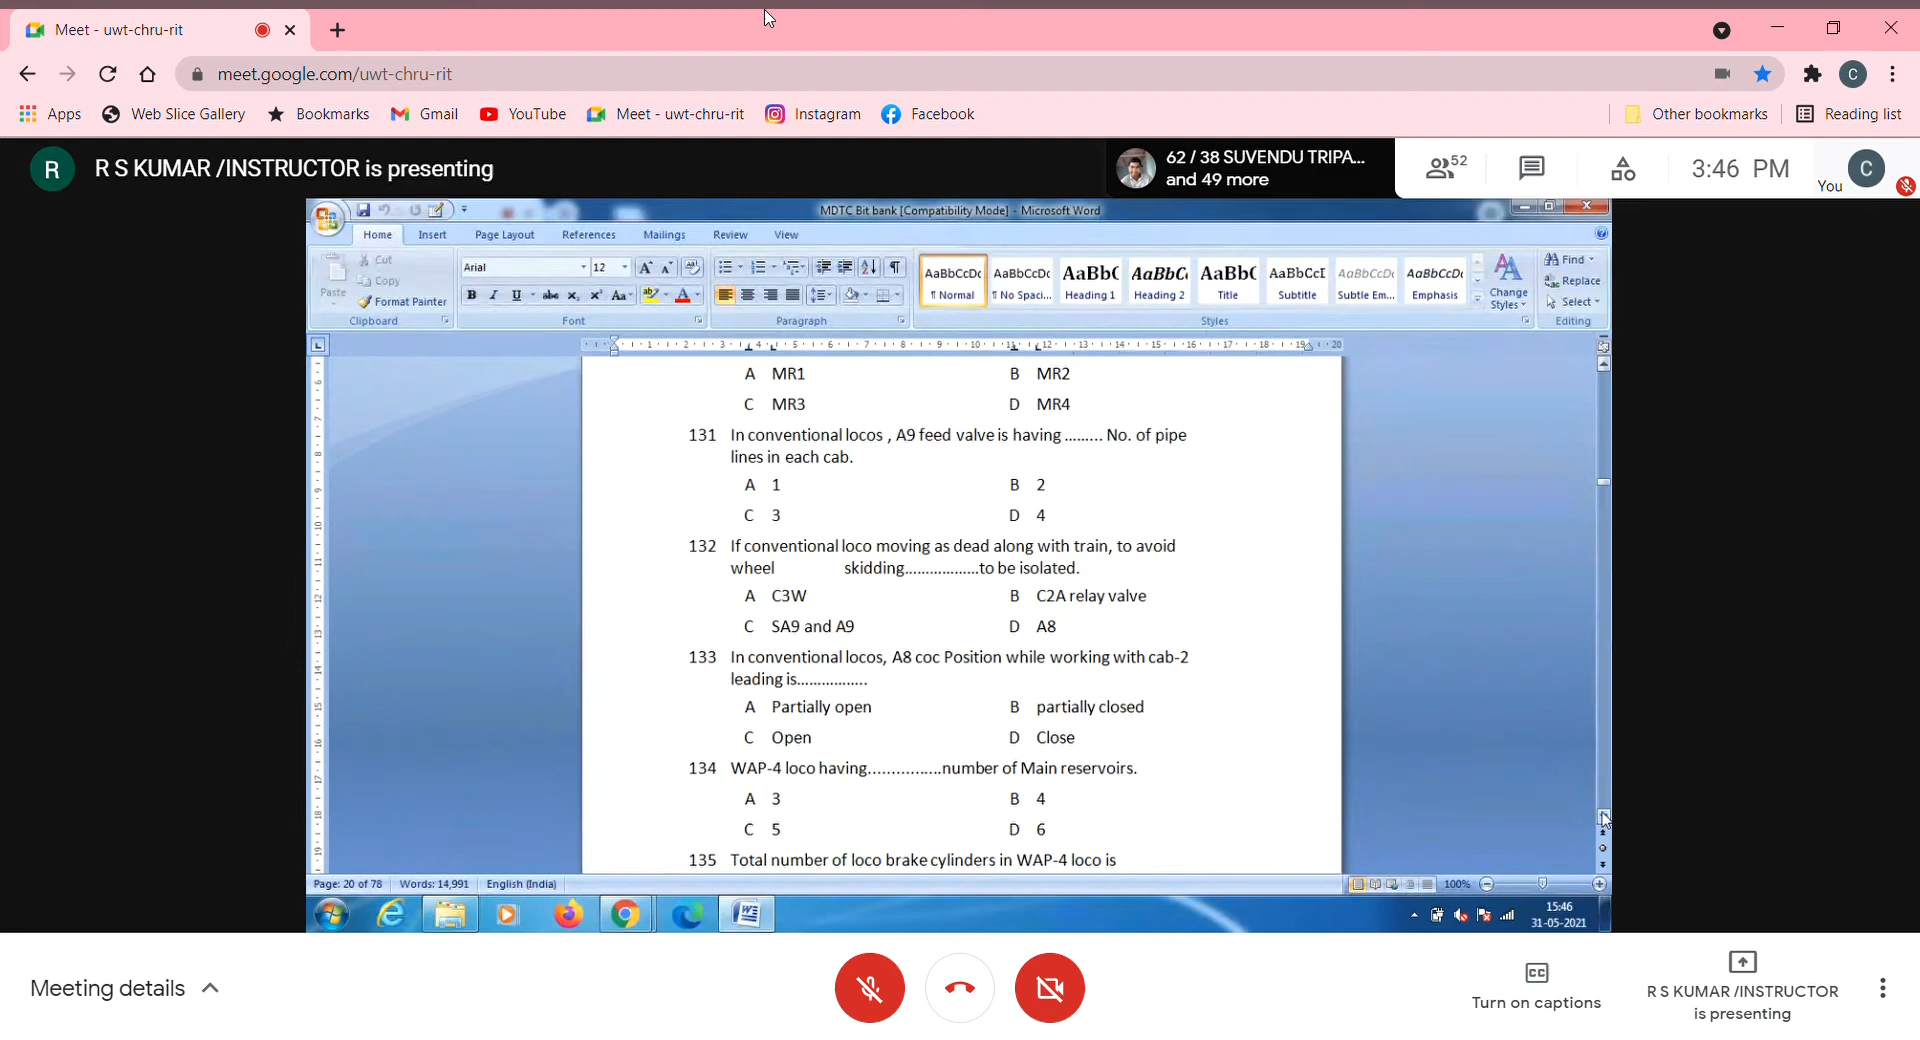 Meet - uwt-chru-rit
meet.google.com/uwt-chru-rit
C
Apps Web Slice Gallery Bookmarks Gmail YouTube Meet - uwt-chru-rit Instagram Facebook Other bookmarks Reading list
R R S KUMAR /INSTRUCTOR is presenting
62 / 38 SUVENDU TRIPA...
and 49 more
52
3:46 PM
You C
MDTC Bit bank [Compatibility Mode] - Microsoft Word
Home Insert Page Layout References Mailings Review View
Paste Cut
Copy
Format Painter
Clipboard
Arial 12
Font
Paragraph
AaBbCcDc AaBbCcDc AaBbC AaBbC AaBbC AaBbCcI AaBbCcDc AaBbCcDc
¶ Normal ¶ No Spaci... Heading 1 Heading 2 Title Subtitle Subtle Em... Emphasis
Change Styles
Styles
Find
Replace
Select
Editing
A MR1 B MR2
C MR3 D MR4
131 In conventional locos , A9 feed valve is having ......... No. of pipe
lines in each cab.
A 1 B 2
C 3 D 4
132 If conventional loco moving as dead along with train, to avoid
wheel skidding..................to be isolated.
A C3W B C2A relay valve
C SA9 and A9 D A8
133 In conventional locos, A8 coc Position while working with cab-2
leading is.................
A Partially open B partially closed
C Open D Close
134 WAP-4 loco having................number of Main reservoirs.
A 3 B 4
C 5 D 6
135 Total number of loco brake cylinders in WAP-4 loco is
Page: 20 of 78 Words: 14,991 English (India) 100%
15:46
31-05-2021
Meeting details
Turn on captions
R S KUMAR /INSTRUCTOR
is presenting